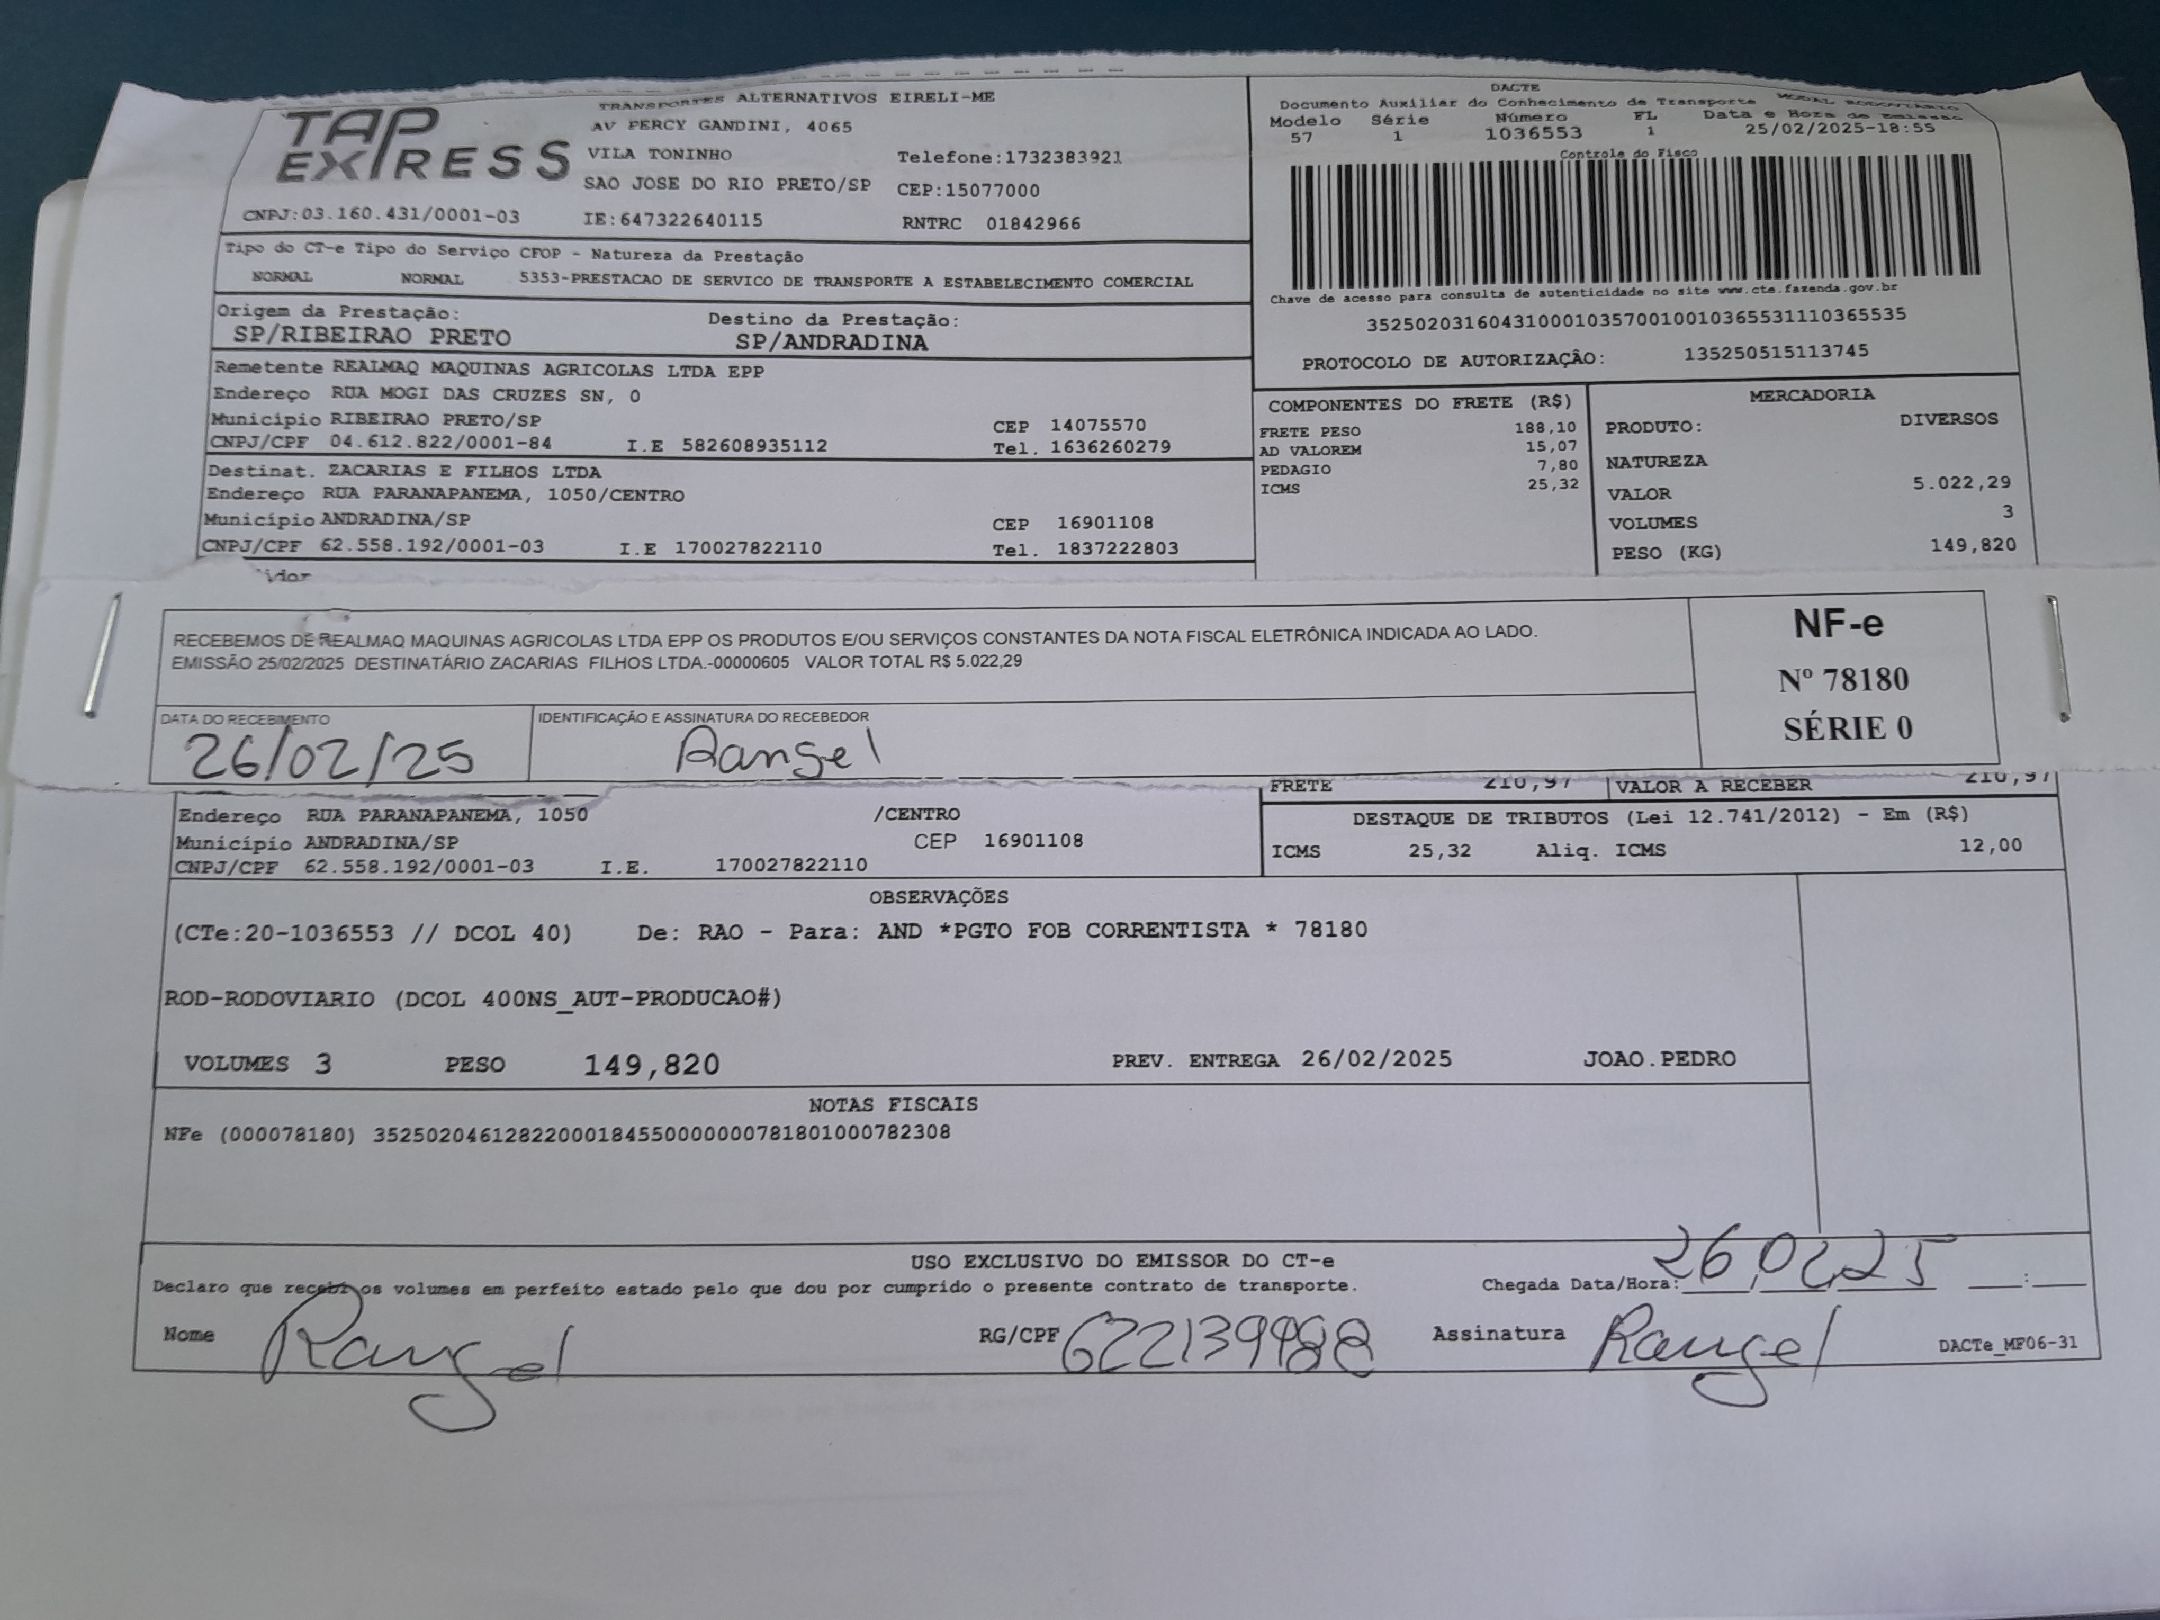 TAP EXPRESS
TRANSPORTES ALTERNATIVOS EIRELI-ME
AV PERCY GANDINI, 4065
VILA TONINHO Telefone:1732383921
SAO JOSE DO RIO PRETO/SP CEP:15077000
CNPJ:03.160.431/0001-03 IE:647322640115 RNTRC 01842966
DACTE
Documento Auxiliar do Conhecimento de Transporte MODAL RODOVIÁRIO
Modelo Série Número FL Data e Hora de Emissão
57 1 1036553 1 25/02/2025-18:55
Controle do Fisco
Chave de acesso para consulta de autenticidade no site www.cte.fazenda.gov.br
35250203160431000103570010010365531110365535
PROTOCOLO DE AUTORIZAÇÃO: 135250515113745
Tipo do CT-e Tipo do Serviço CFOP - Natureza da Prestação
NORMAL NORMAL 5353-PRESTACAO DE SERVICO DE TRANSPORTE A ESTABELECIMENTO COMERCIAL
Origem da Prestação: Destino da Prestação:
SP/RIBEIRAO PRETO SP/ANDRADINA
Remetente REALMAQ MAQUINAS AGRICOLAS LTDA EPP
Endereço RUA MOGI DAS CRUZES SN, 0
Município RIBEIRAO PRETO/SP CEP 14075570
CNPJ/CPF 04.612.822/0001-84 I.E 582608935112 Tel. 1636260279
Destinat. ZACARIAS E FILHOS LTDA
Endereço RUA PARANAPANEMA, 1050/CENTRO
Município ANDRADINA/SP CEP 16901108
CNPJ/CPF 62.558.192/0001-03 I.E 170027822110 Tel. 1837222803
COMPONENTES DO FRETE (R$)
FRETE PESO 188,10
AD VALOREM 15,07
PEDAGIO 7,80
ICMS 25,32
MERCADORIA
PRODUTO: DIVERSOS
NATUREZA
VALOR 5.022,29
VOLUMES 3
PESO (KG) 149,820
RECEBEMOS DE REALMAQ MAQUINAS AGRICOLAS LTDA EPP OS PRODUTOS E/OU SERVIÇOS CONSTANTES DA NOTA FISCAL ELETRÔNICA INDICADA AO LADO.
EMISSÃO 25/02/2025 DESTINATÁRIO ZACARIAS FILHOS LTDA.-00000605 VALOR TOTAL R$ 5.022,29
NF-e
Nº 78180
SÉRIE 0
DATA DO RECEBIMENTO IDENTIFICAÇÃO E ASSINATURA DO RECEBEDOR
26/02/25 Rangel
FRETE 210,97 VALOR A RECEBER 210,97
Endereço RUA PARANAPANEMA, 1050 /CENTRO
Município ANDRADINA/SP CEP 16901108
CNPJ/CPF 62.558.192/0001-03 I.E. 170027822110
DESTAQUE DE TRIBUTOS (Lei 12.741/2012) - Em (R$)
ICMS 25,32 Aliq. ICMS 12,00
OBSERVAÇÕES
(CTe:20-1036553 // DCOL 40) De: RAO - Para: AND *PGTO FOB CORRENTISTA * 78180
ROD-RODOVIARIO (DCOL 400NS_AUT-PRODUCAO#)
VOLUMES 3 PESO 149,820 PREV. ENTREGA 26/02/2025 JOAO.PEDRO
NOTAS FISCAIS
NFe (000078180) 35250204612822000184550000000781801000782308
USO EXCLUSIVO DO EMISSOR DO CT-e
Declaro que recebi os volumes em perfeito estado pelo que dou por cumprido o presente contrato de transporte. Chegada Data/Hora: 26,02,25 __:__
Nome Rangel RG/CPF Assinatura Rangel DACTe_MF06-31